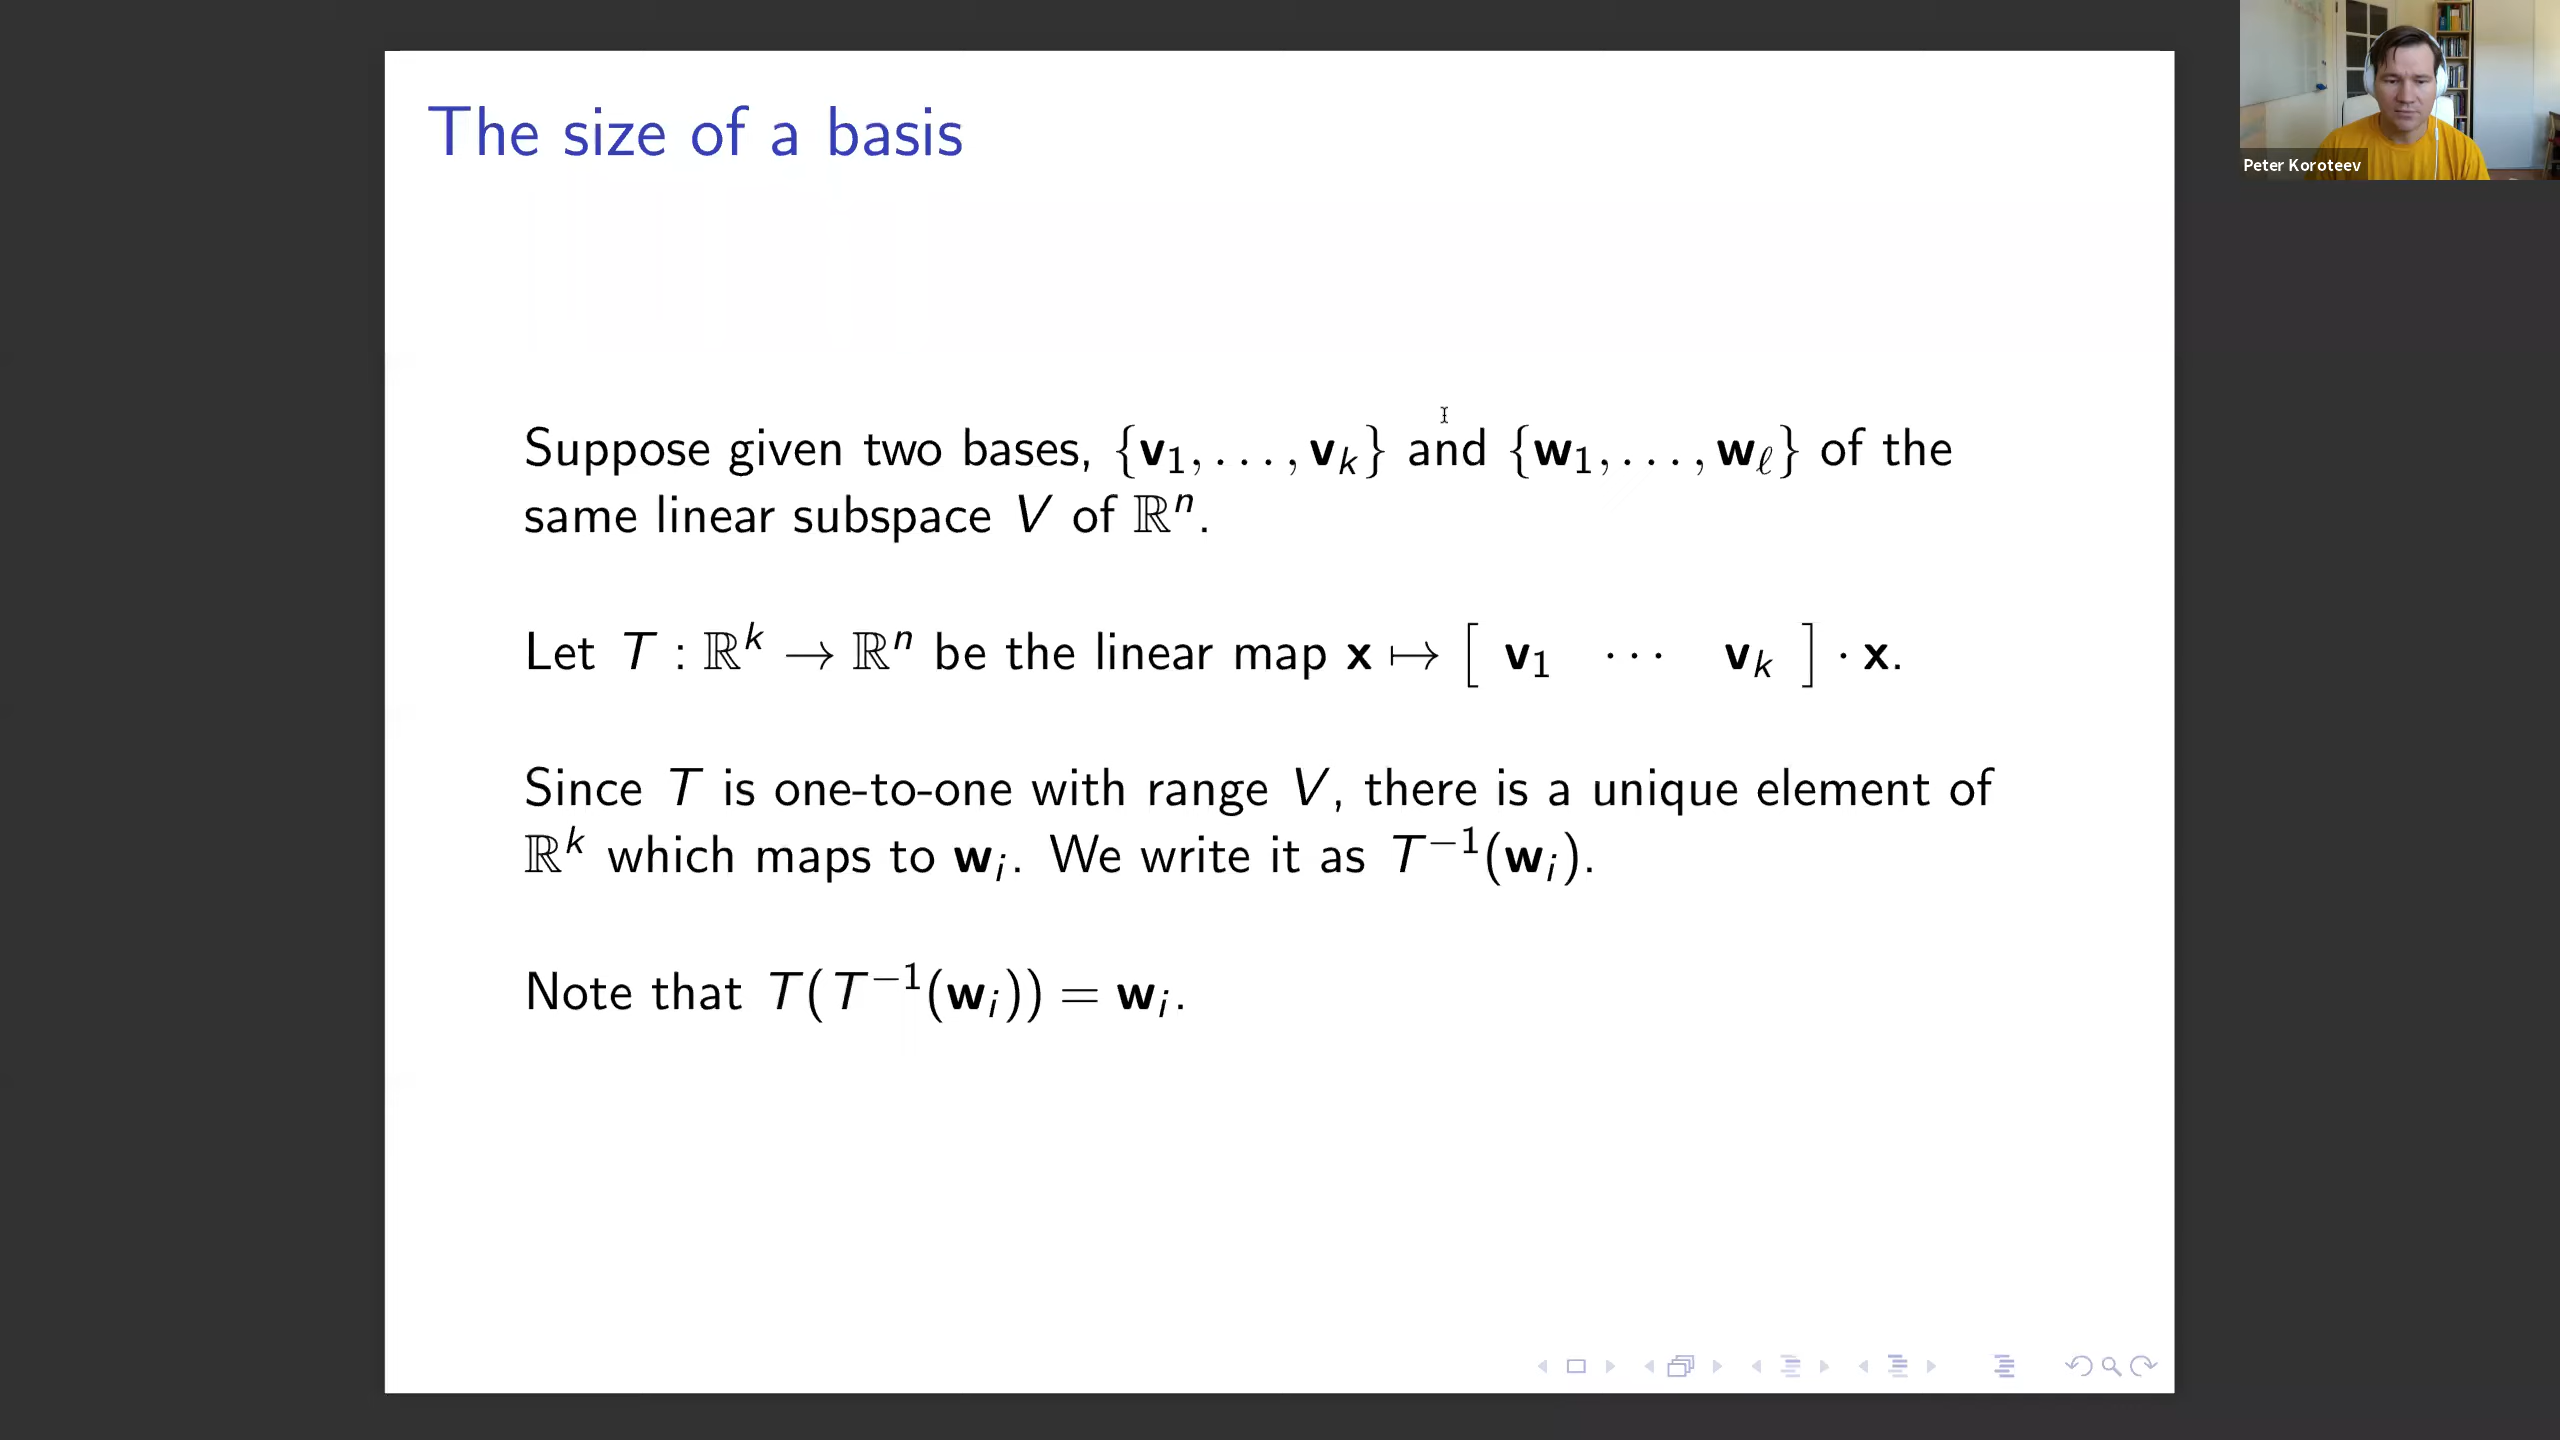 The size of a basis
Peter Koroteev
Suppose given two bases, {v₁, . . . , vₖ} and {w₁, . . . , w_ℓ} of the
same linear subspace V of ℝⁿ.
Let T : ℝᵏ → ℝⁿ be the linear map x ↦ [ v₁ ⋯ vₖ ] · x.
Since T is one-to-one with range V, there is a unique element of
ℝᵏ which maps to wᵢ. We write it as T⁻¹(wᵢ).
Note that T(T⁻¹(wᵢ)) = wᵢ.